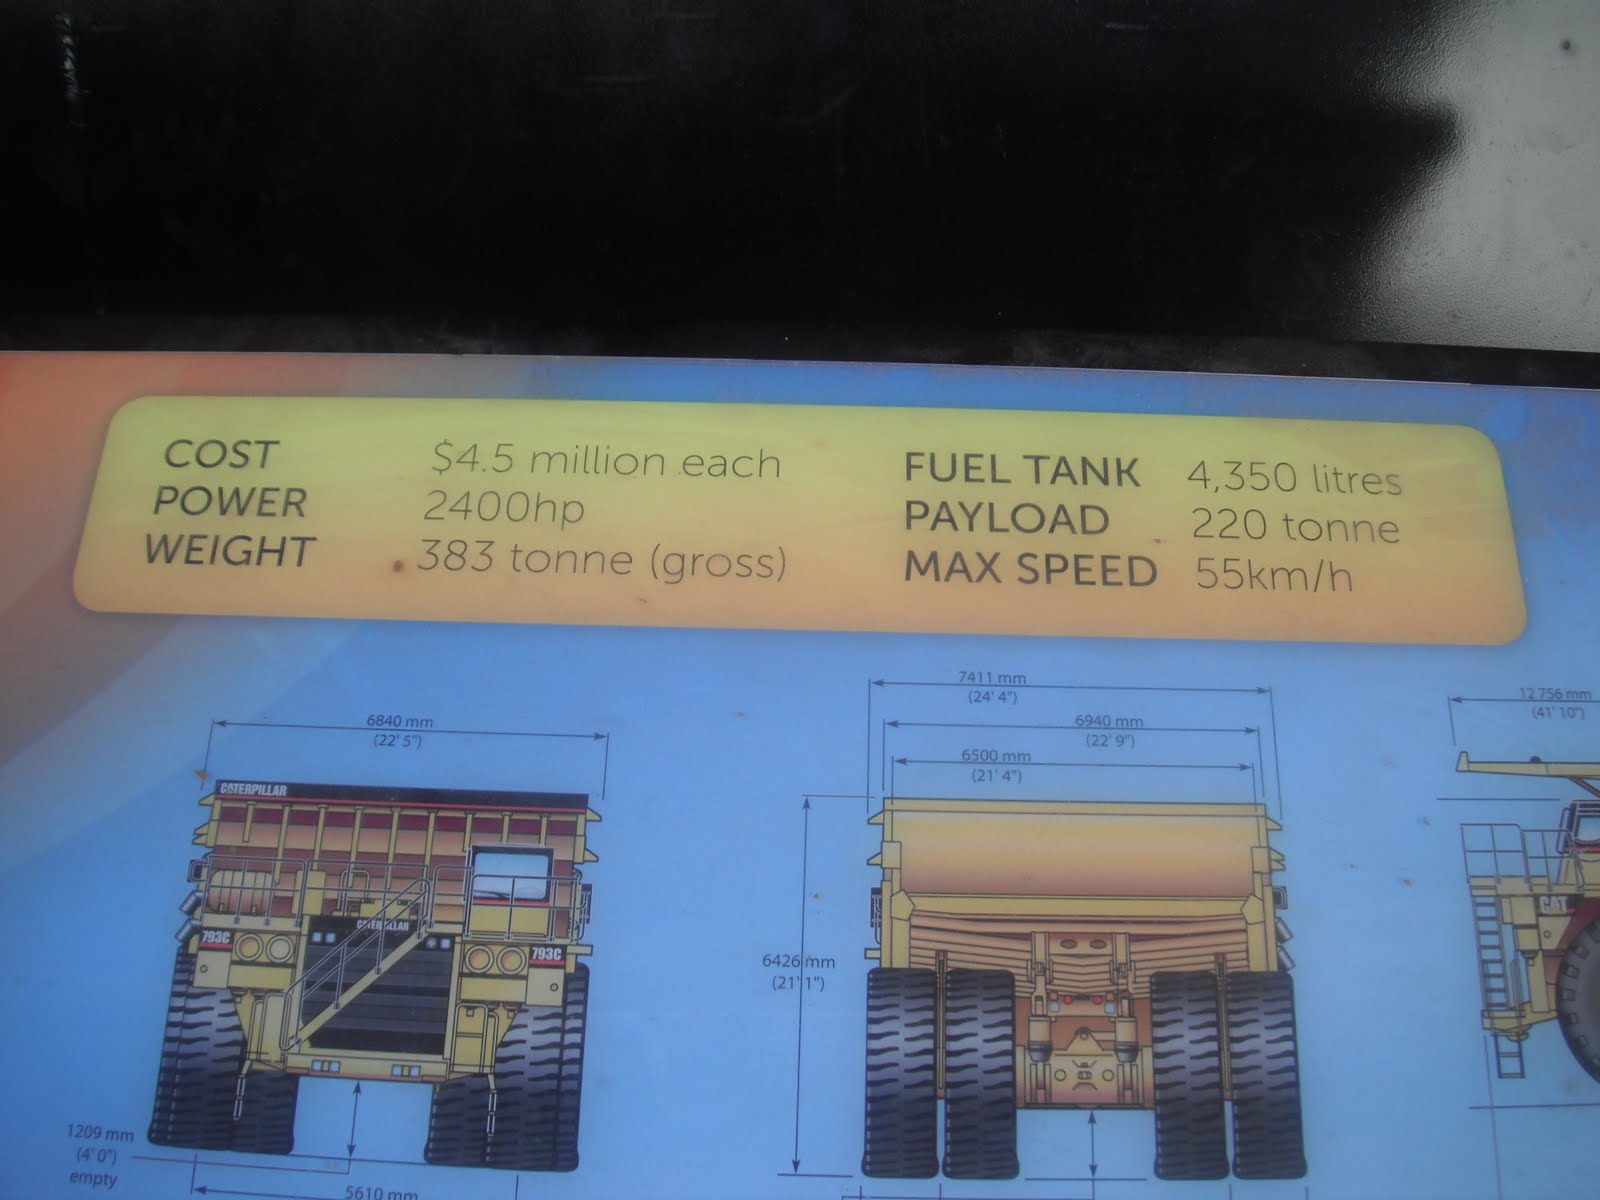 COST $4.5 million each
POWER 2400hp
WEIGHT 383 tonne (gross)
FUEL TANK 4,350 litres
PAYLOAD 220 tonne
MAX SPEED 55km/h
6840 mm
(22' 5")
7411 mm
(24' 4")
6940 mm
(22' 9")
6500 mm
(21' 4")
12 756 mm
(41' 10")
CATERPILLAR
CATERPILLAR
793C
793C
6426 mm
(21' 1")
CAT
1209 mm
(4' 0")
empty
5610 mm